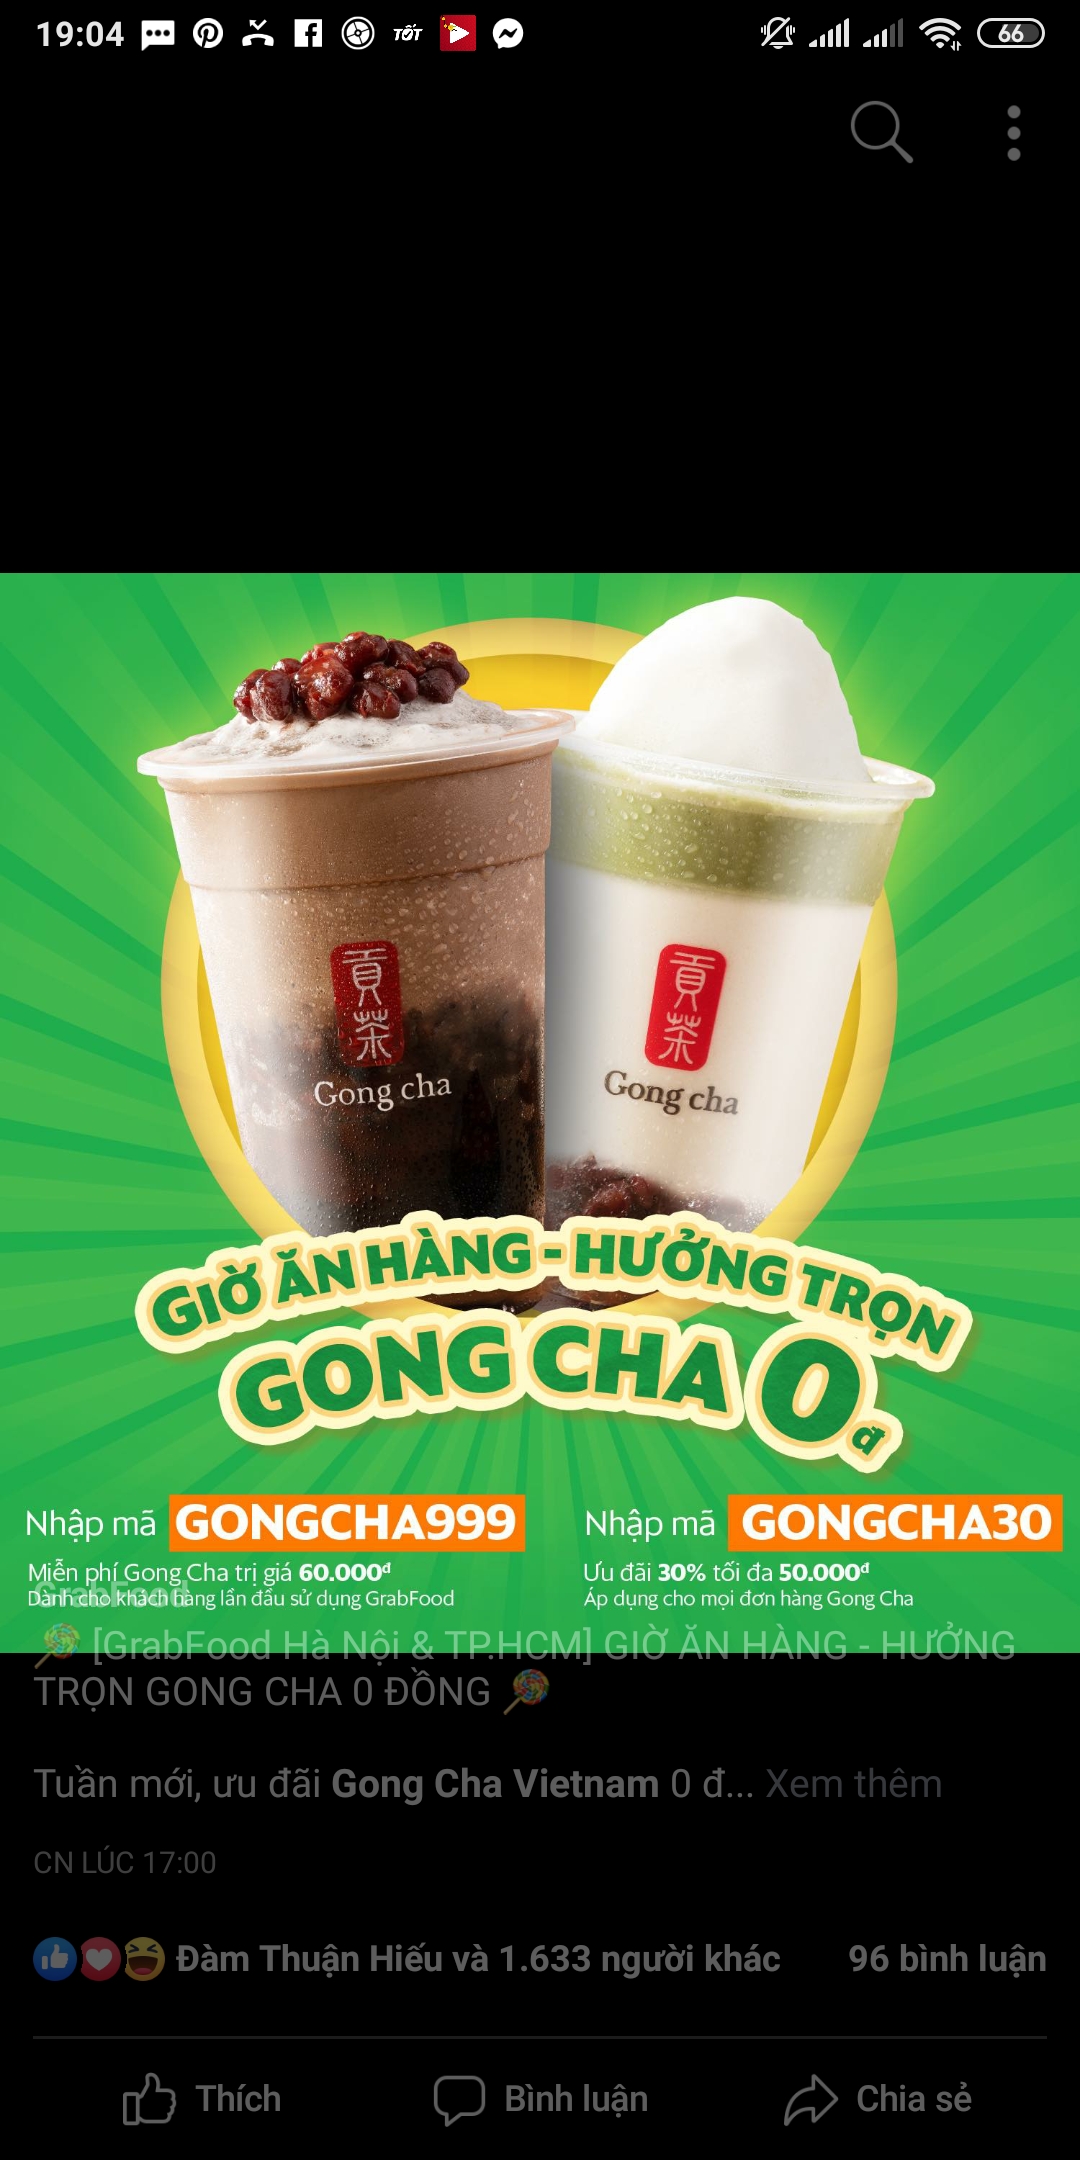 19:04
TỐT
66
貢茶
Gong cha
貢茶
Gong cha
GIỜ ĂN HÀNG - HƯỞNG TRỌN
GONG CHA 0đ
Nhập mã GONGCHA999
Miễn phí Gong Cha trị giá 60.000đ
Dành cho khách hàng lần đầu sử dụng GrabFood
Nhập mã GONGCHA30
Ưu đãi 30% tối đa 50.000đ
Áp dụng cho mọi đơn hàng Gong Cha
GrabFood
[GrabFood Hà Nội & TP.HCM] GIỜ ĂN HÀNG - HƯỞNG
TRỌN GONG CHA 0 ĐỒNG
Tuần mới, ưu đãi Gong Cha Vietnam 0 đ... Xem thêm
CN LÚC 17:00
Đàm Thuận Hiếu và 1.633 người khác
96 bình luận
Thích
Bình luận
Chia sẻ